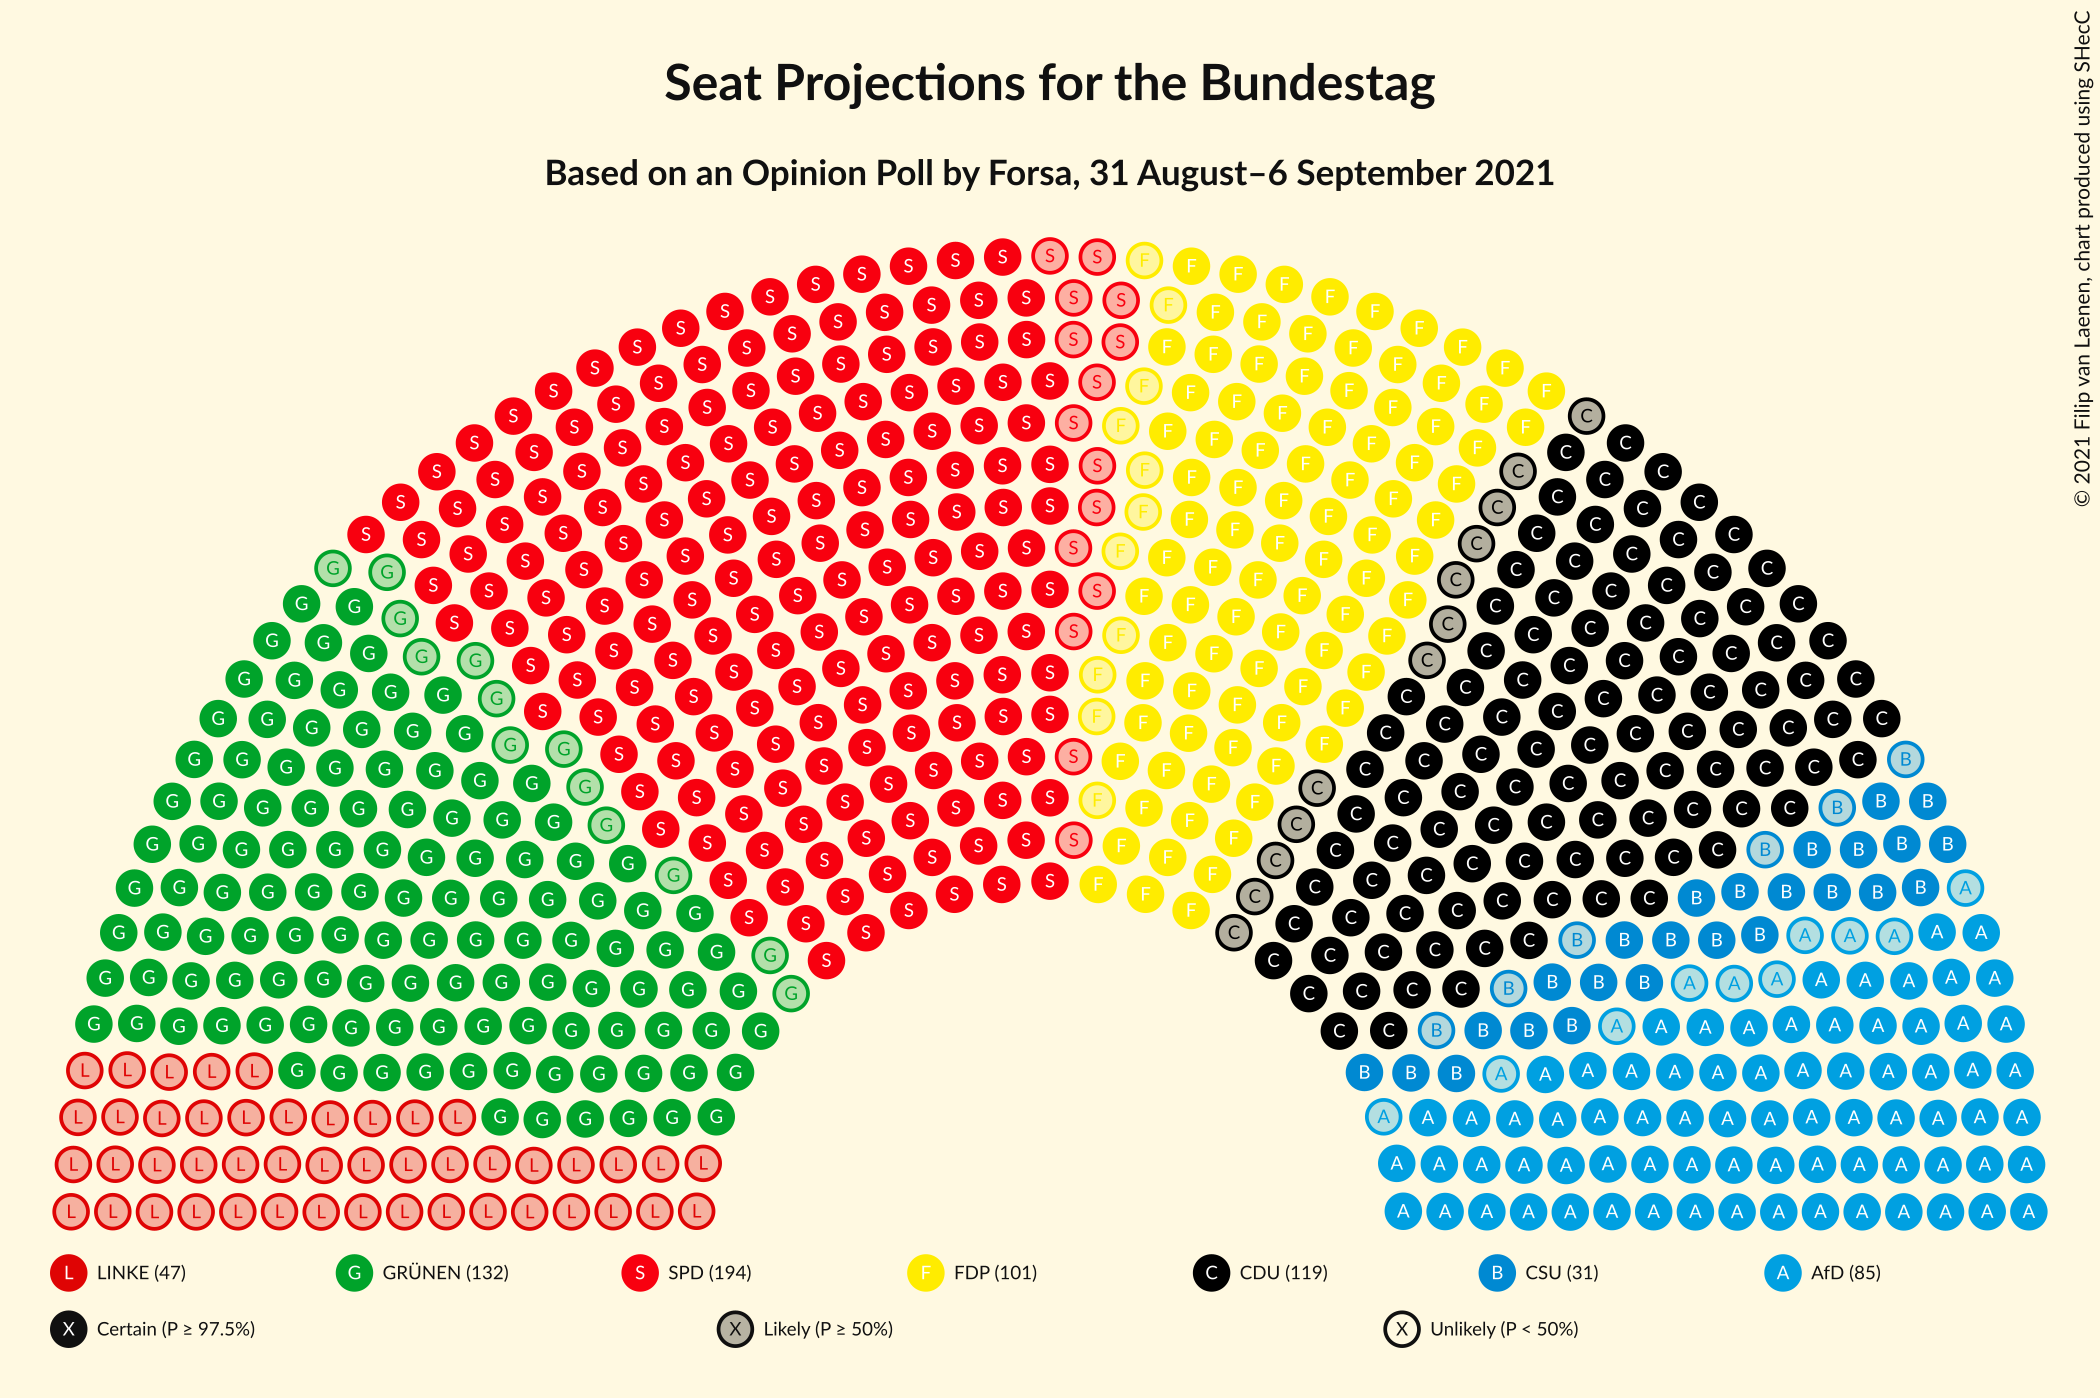 Seat Projections for the Bundestag
Based on an Opinion Poll by Forsa, 31 August–6 September 2021
© 2021 Filip van Laenen, chart produced using SHecC
L LINKE (47)
G GRÜNEN (132)
S SPD (194)
F FDP (101)
C CDU (119)
B CSU (31)
A AfD (85)
X Certain (P ≥ 97.5%)
X Likely (P ≥ 50%)
X Unlikely (P < 50%)